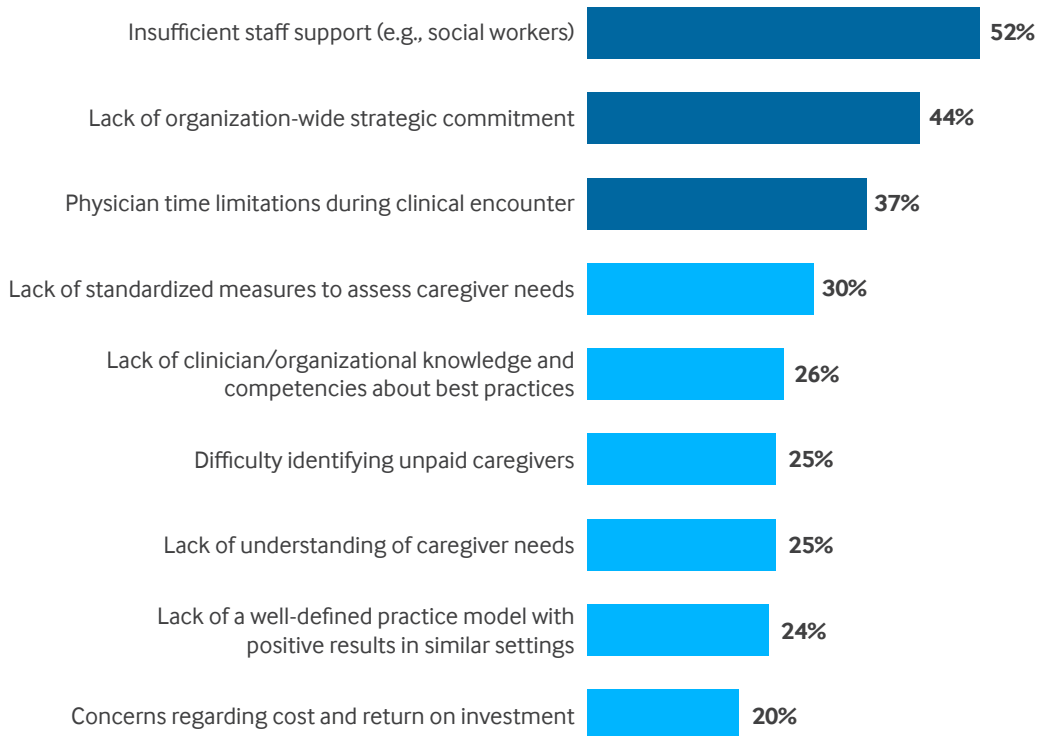 Insufficient staff support (e.g., social workers)
52%
Lack of organization-wide strategic commitment
44%
Physician time limitations during clinical encounter
37%
Lack of standardized measures to assess caregiver needs
30%
Lack of clinician/organizational knowledge and
competencies about best practices
26%
Difficulty identifying unpaid caregivers
25%
Lack of understanding of caregiver needs
25%
Lack of a well-defined practice model with
positive results in similar settings
24%
Concerns regarding cost and return on investment
20%